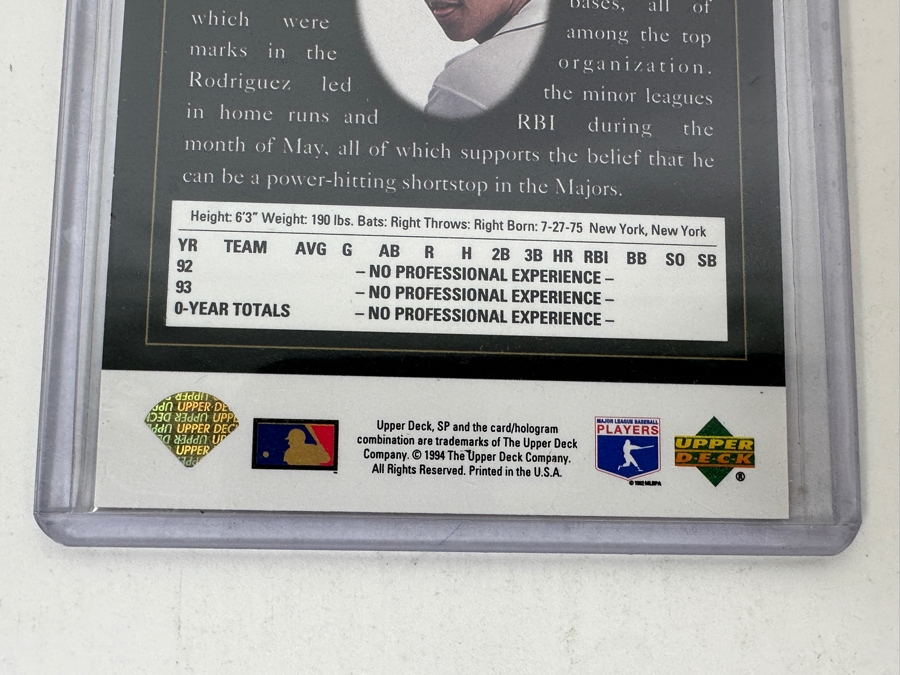 which were bases, all of
marks in the among the top
Rodriguez led organization.
in home runs and the minor leagues
RBI during the
month of May, all of which supports the belief that he
can be a power-hitting shortstop in the Majors.
Height: 6'3" Weight: 190 lbs. Bats: Right Throws: Right Born: 7-27-75 New York, New York
YR TEAM AVG G AB R H 2B 3B HR RBI BB SO SB
92 – NO PROFESSIONAL EXPERIENCE –
93 – NO PROFESSIONAL EXPERIENCE –
0-YEAR TOTALS – NO PROFESSIONAL EXPERIENCE –
UPPER DECK
UPPER DECK
UPPER
Upper Deck, SP and the card/hologram
combination are trademarks of The Upper Deck
Company. © 1994 The Upper Deck Company.
All Rights Reserved. Printed in the U.S.A.
MAJOR LEAGUE BASEBALL
PLAYERS
© 1992 MLBPA
UPPER
D·E·C·K
®